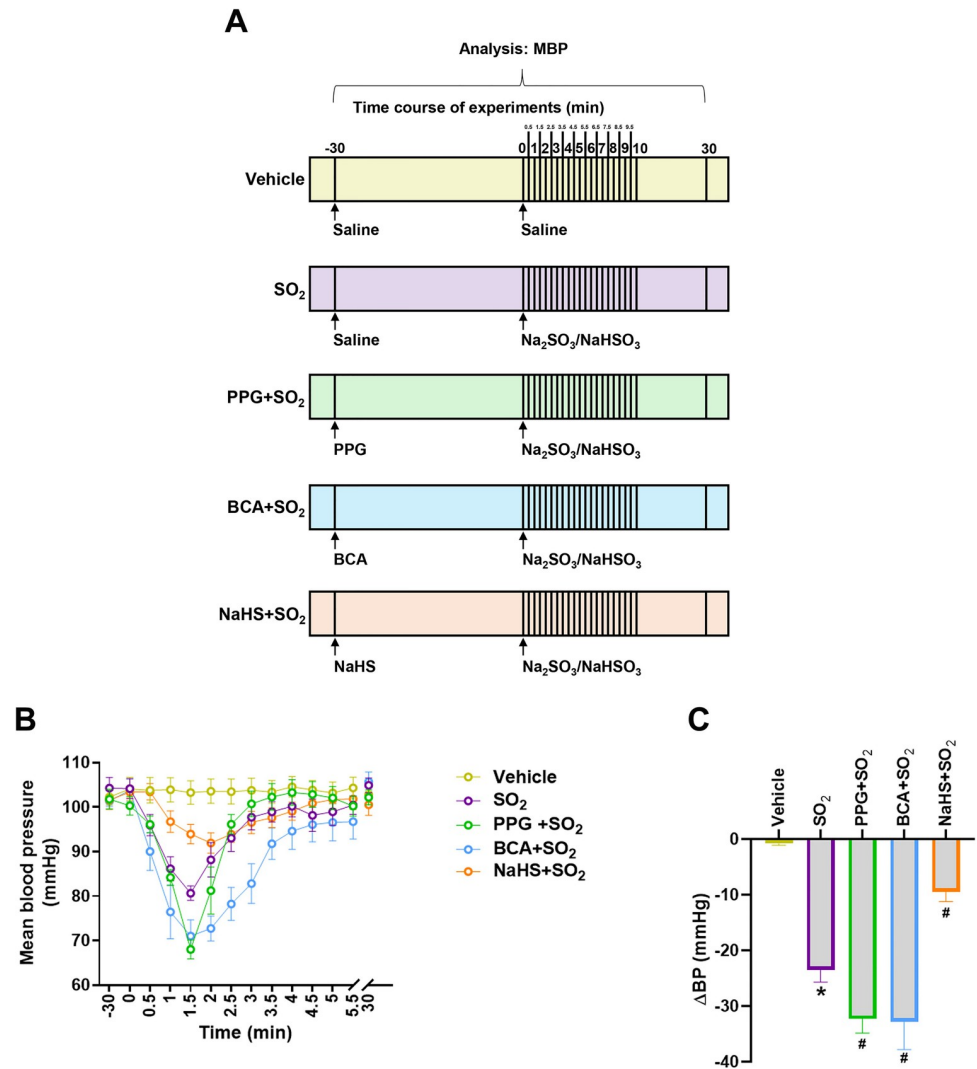 A
Analysis: MBP
Time course of experiments (min)
0.5 1.5 2.5 3.5 4.5 5.5 6.5 7.5 8.5 9.5
-30 0 1 2 3 4 5 6 7 8 9 10 30
Vehicle
Saline Saline
SO₂
Saline Na₂SO₃/NaHSO₃
PPG+SO₂
PPG Na₂SO₃/NaHSO₃
BCA+SO₂
BCA Na₂SO₃/NaHSO₃
NaHS+SO₂
NaHS Na₂SO₃/NaHSO₃
B
Mean blood pressure
(mmHg)
110
100
90
80
70
60
-30 0 0.5 1 1.5 2 2.5 3 3.5 4 4.5 5 5.5 30
Time (min)
Vehicle
SO₂
PPG +SO₂
BCA+SO₂
NaHS+SO₂
C
Vehicle
SO₂
PPG+SO₂
BCA+SO₂
NaHS+SO₂
ΔBP (mmHg)
0
-10
-20
-30
-40
*
#
#
#